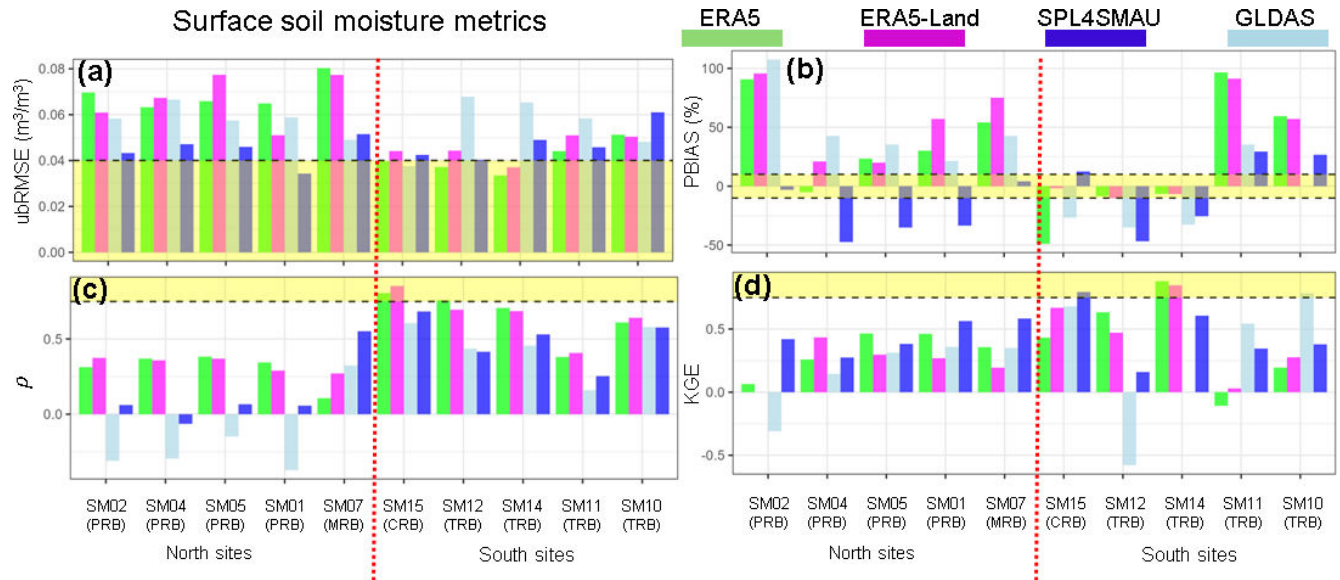 Surface soil moisture metrics
ERA5
ERA5-Land
SPL4SMAU
GLDAS
(a)
ubRMSE (m³/m³)
0.08
0.06
0.04
0.02
0.00
(b)
PBIAS (%)
100
50
0
-50
(c)
ρ
0.5
0.0
(d)
KGE
0.5
0.0
-0.5
SM02 SM04 SM05 SM01 SM07 SM15 SM12 SM14 SM11 SM10
(PRB) (PRB) (PRB) (PRB) (MRB) (CRB) (TRB) (TRB) (TRB) (TRB)
North sites South sites
SM02 SM04 SM05 SM01 SM07 SM15 SM12 SM14 SM11 SM10
(PRB) (PRB) (PRB) (PRB) (MRB) (CRB) (TRB) (TRB) (TRB) (TRB)
North sites South sites